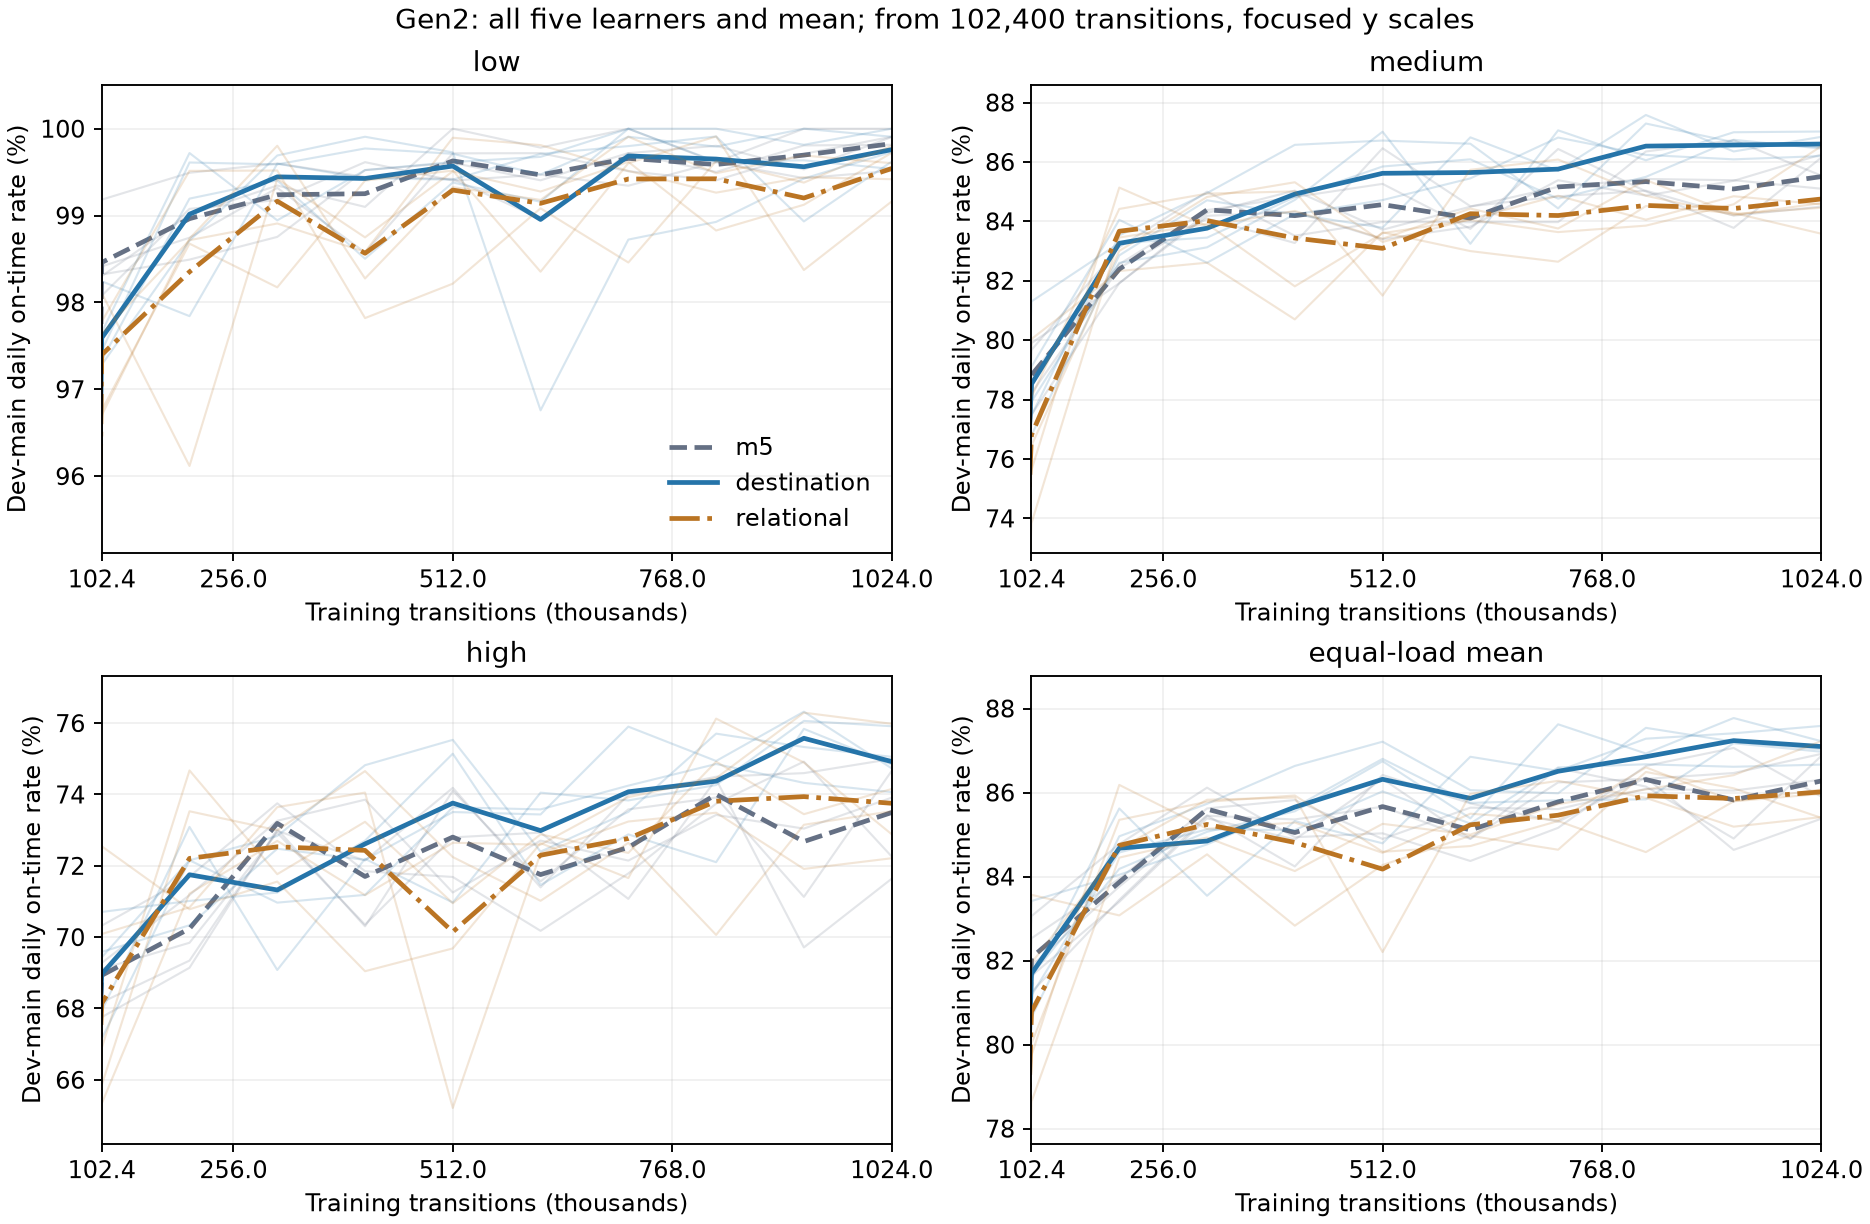 Gen2: all five learners and mean; from 102,400 transitions, focused y scales
low
Dev-main daily on-time rate (%)
100
99
98
97
96
m5
destination
relational
102.4 256.0 512.0 768.0 1024.0
Training transitions (thousands)
medium
Dev-main daily on-time rate (%)
88
86
84
82
80
78
76
74
102.4 256.0 512.0 768.0 1024.0
Training transitions (thousands)
high
Dev-main daily on-time rate (%)
76
74
72
70
68
66
102.4 256.0 512.0 768.0 1024.0
Training transitions (thousands)
equal-load mean
Dev-main daily on-time rate (%)
88
86
84
82
80
78
102.4 256.0 512.0 768.0 1024.0
Training transitions (thousands)